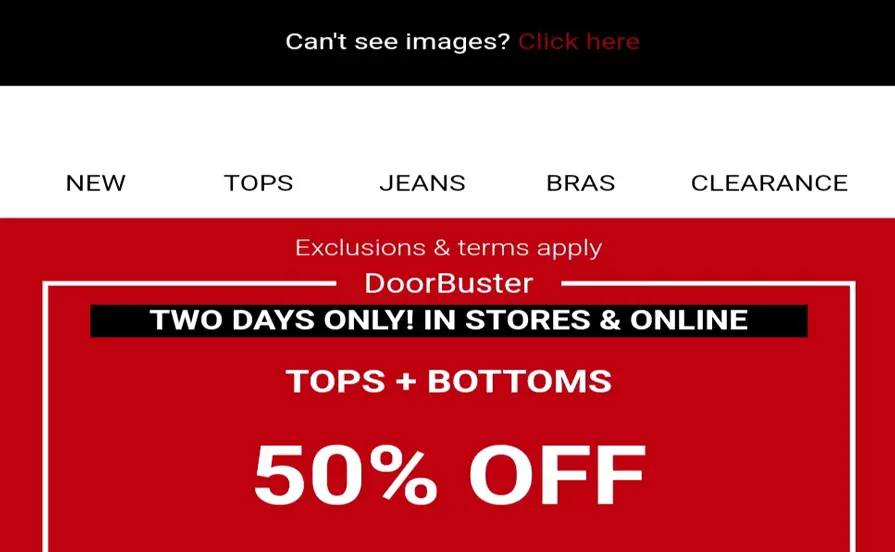 Can't see images? Click here
NEW TOPS JEANS BRAS CLEARANCE
Exclusions & terms apply
DoorBuster
TWO DAYS ONLY! IN STORES & ONLINE
TOPS + BOTTOMS
50% OFF